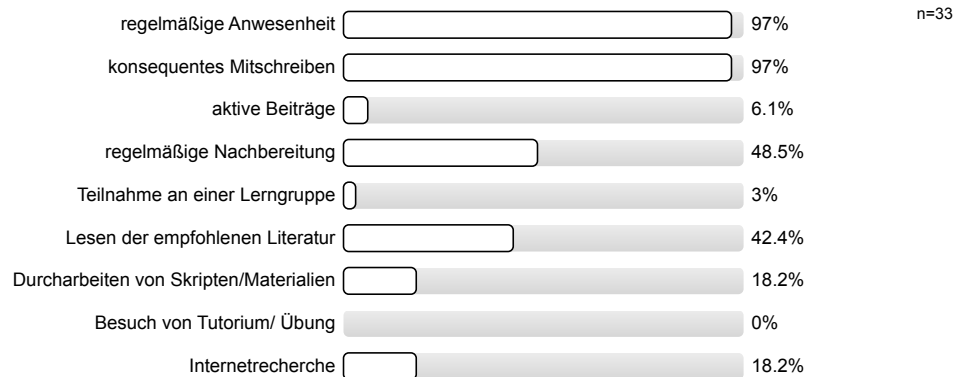 regelmäßige Anwesenheit 97% n=33
konsequentes Mitschreiben 97%
aktive Beiträge 6.1%
regelmäßige Nachbereitung 48.5%
Teilnahme an einer Lerngruppe 3%
Lesen der empfohlenen Literatur 42.4%
Durcharbeiten von Skripten/Materialien 18.2%
Besuch von Tutorium/ Übung 0%
Internetrecherche 18.2%